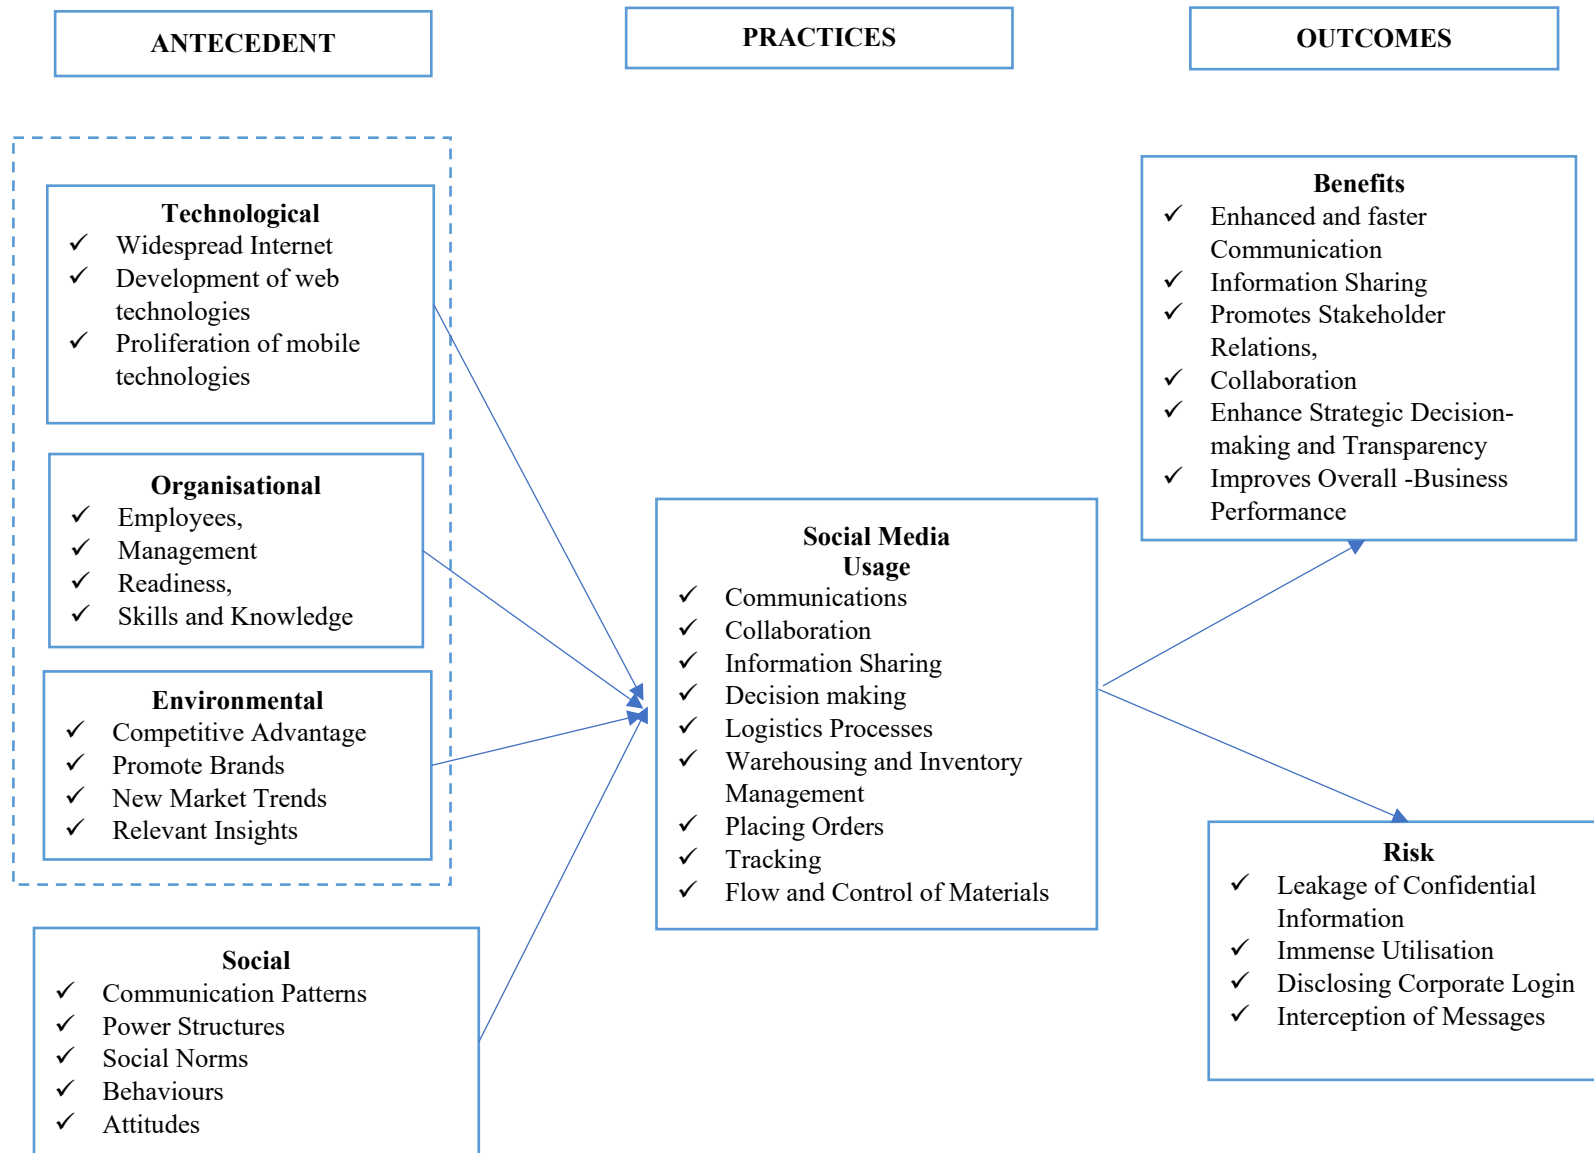 ANTECEDENT
PRACTICES
OUTCOMES
Technological
✓ Widespread Internet
✓ Development of web
technologies
✓ Proliferation of mobile
technologies
Organisational
✓ Employees,
✓ Management
✓ Readiness,
✓ Skills and Knowledge
Environmental
✓ Competitive Advantage
✓ Promote Brands
✓ New Market Trends
✓ Relevant Insights
Social
✓ Communication Patterns
✓ Power Structures
✓ Social Norms
✓ Behaviours
✓ Attitudes
Social Media
Usage
✓ Communications
✓ Collaboration
✓ Information Sharing
✓ Decision making
✓ Logistics Processes
✓ Warehousing and Inventory
Management
✓ Placing Orders
✓ Tracking
✓ Flow and Control of Materials
Benefits
✓ Enhanced and faster
Communication
✓ Information Sharing
✓ Promotes Stakeholder
Relations,
✓ Collaboration
✓ Enhance Strategic Decision-
making and Transparency
✓ Improves Overall -Business
Performance
Risk
✓ Leakage of Confidential
Information
✓ Immense Utilisation
✓ Disclosing Corporate Login
✓ Interception of Messages